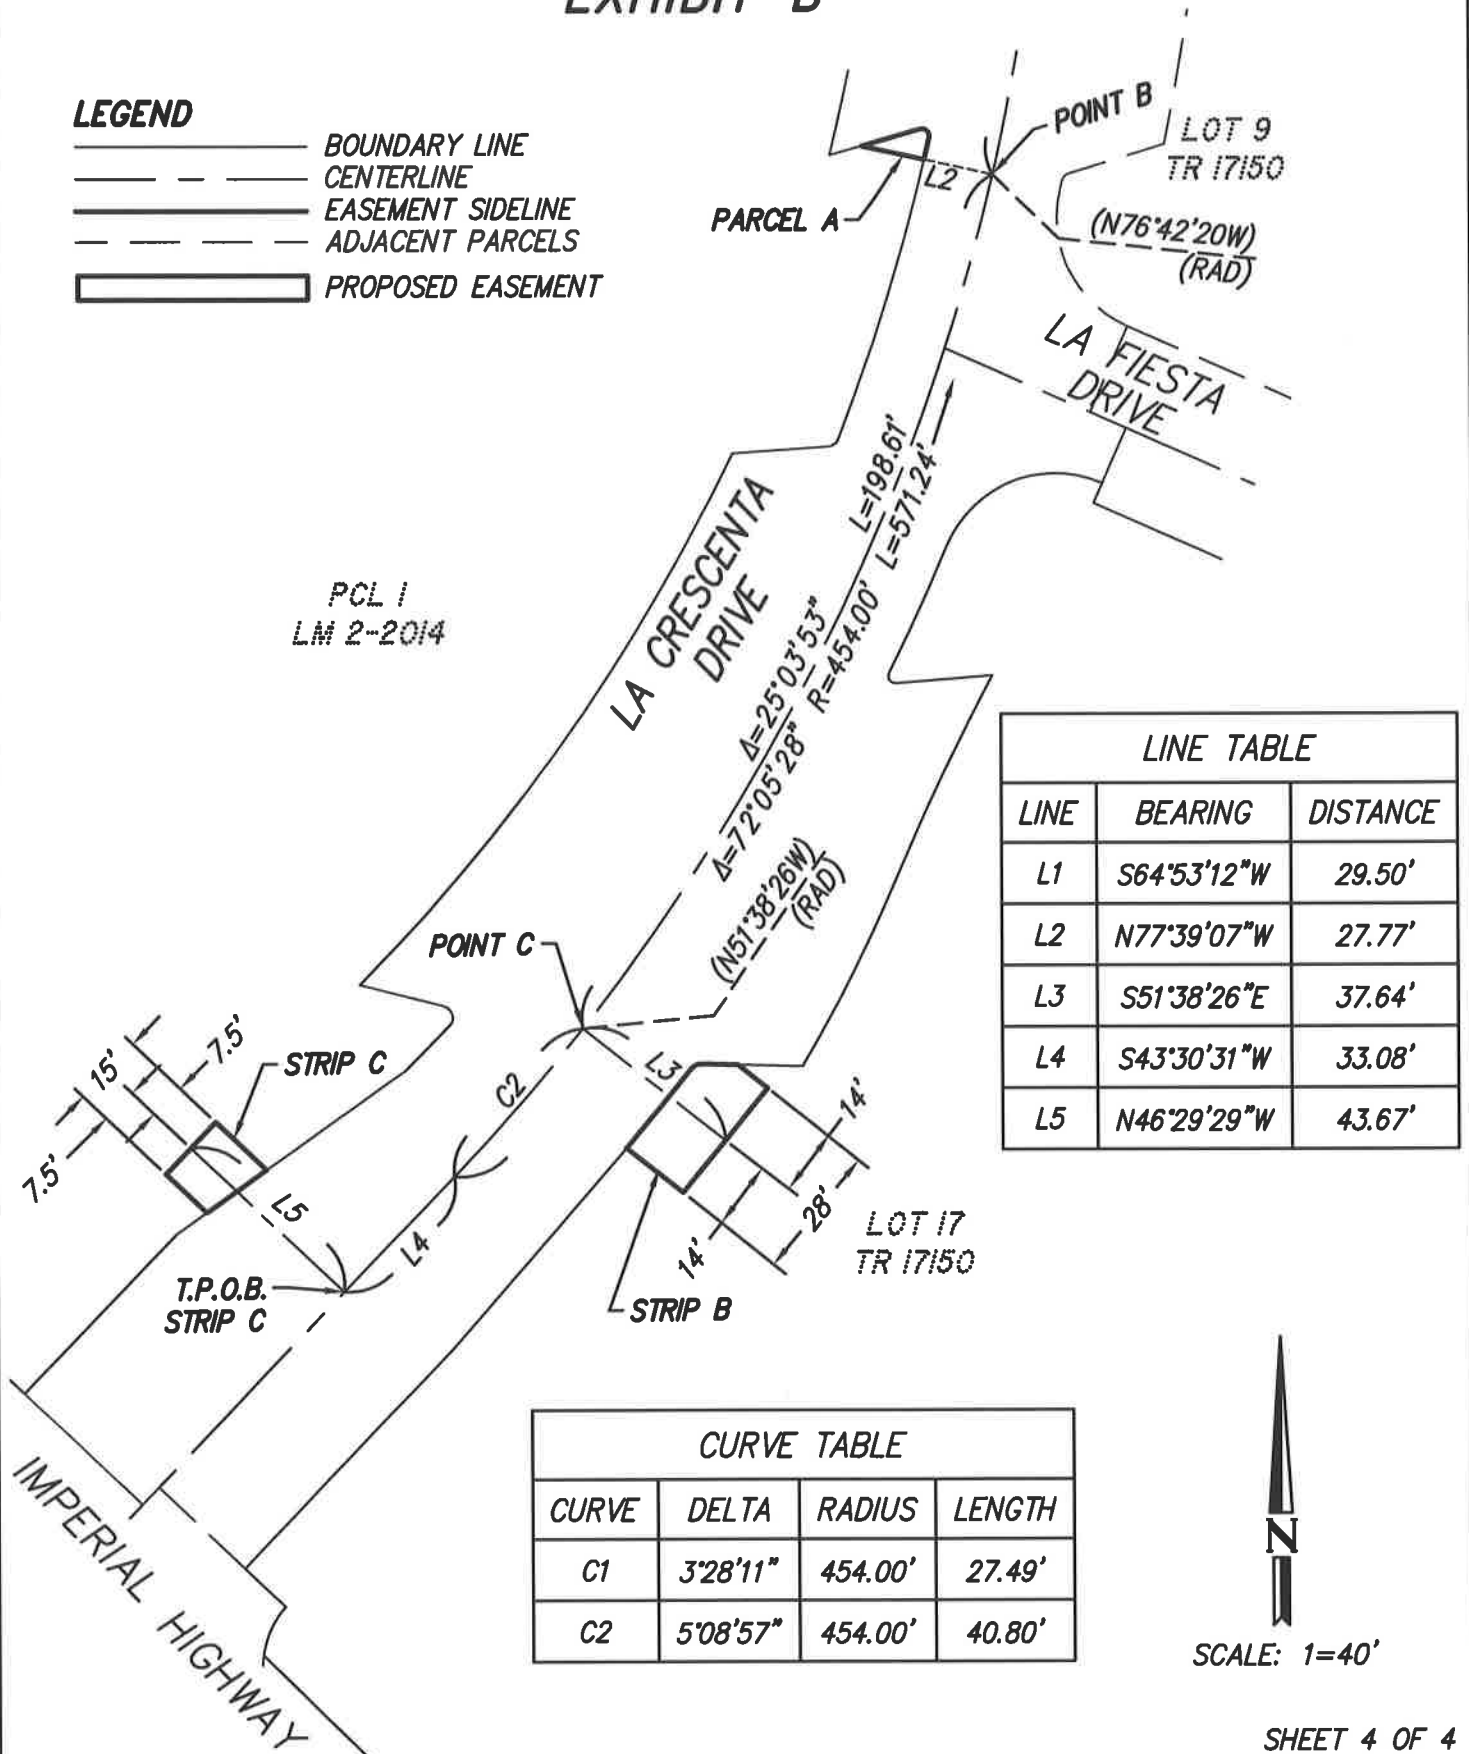 EXHIBIT "B"
LEGEND
BOUNDARY LINE
CENTERLINE
EASEMENT SIDELINE
ADJACENT PARCELS
PROPOSED EASEMENT
POINT B
LOT 9
TR 17150
L2
PARCEL A
(N76°42'20W)
(RAD)
LA FIESTA
DRIVE
L=198.61'
L=571.24'
LA CRESCENTA
DRIVE
PCL 1
LM 2-2014
Δ=25°03'53"
R=454.00'
Δ=72°05'28"
(N51°38'26W)
(RAD)
LINE TABLE
LINE BEARING DISTANCE
L1 S64°53'12"W 29.50'
L2 N77°39'07"W 27.77'
L3 S51°38'26"E 37.64'
L4 S43°30'31"W 33.08'
L5 N46°29'29"W 43.67'
POINT C
7.5'
15'
STRIP C
L3
C2
14'
7.5'
L5
28'
L4
14'
LOT 17
TR 17150
T.P.O.B.
STRIP C
STRIP B
CURVE TABLE
CURVE DELTA RADIUS LENGTH
C1 3°28'11" 454.00' 27.49'
C2 5°08'57" 454.00' 40.80'
IMPERIAL HIGHWAY
N
SCALE: 1=40'
SHEET 4 OF 4